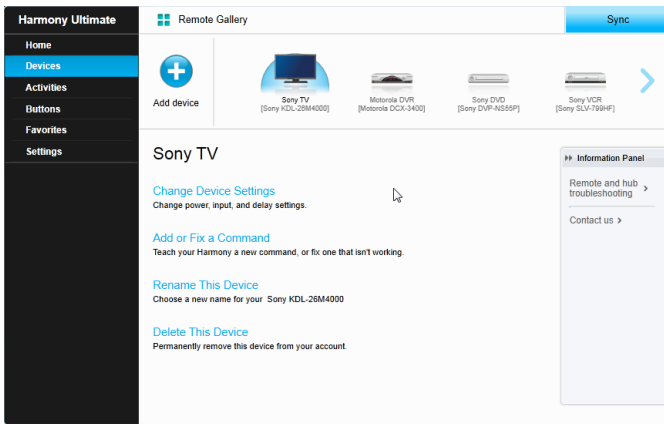 Harmony Ultimate
Remote Gallery
Sync
Home
Devices
Activities
Buttons
Favorites
Settings
Add device
Sony TV
[Sony KDL-26M4000]
Motorola DVR
[Motorola DCX-3400]
Sony DVD
[Sony DVP-NS55P]
Sony VCR
[Sony SLV-799HF]
Sony TV
Change Device Settings
Change power, input, and delay settings.
Add or Fix a Command
Teach your Harmony a new command, or fix one that isn't working.
Rename This Device
Choose a new name for your Sony KDL-26M4000
Delete This Device
Permanently remove this device from your account.
Information Panel
Remote and hub
troubleshooting
Contact us